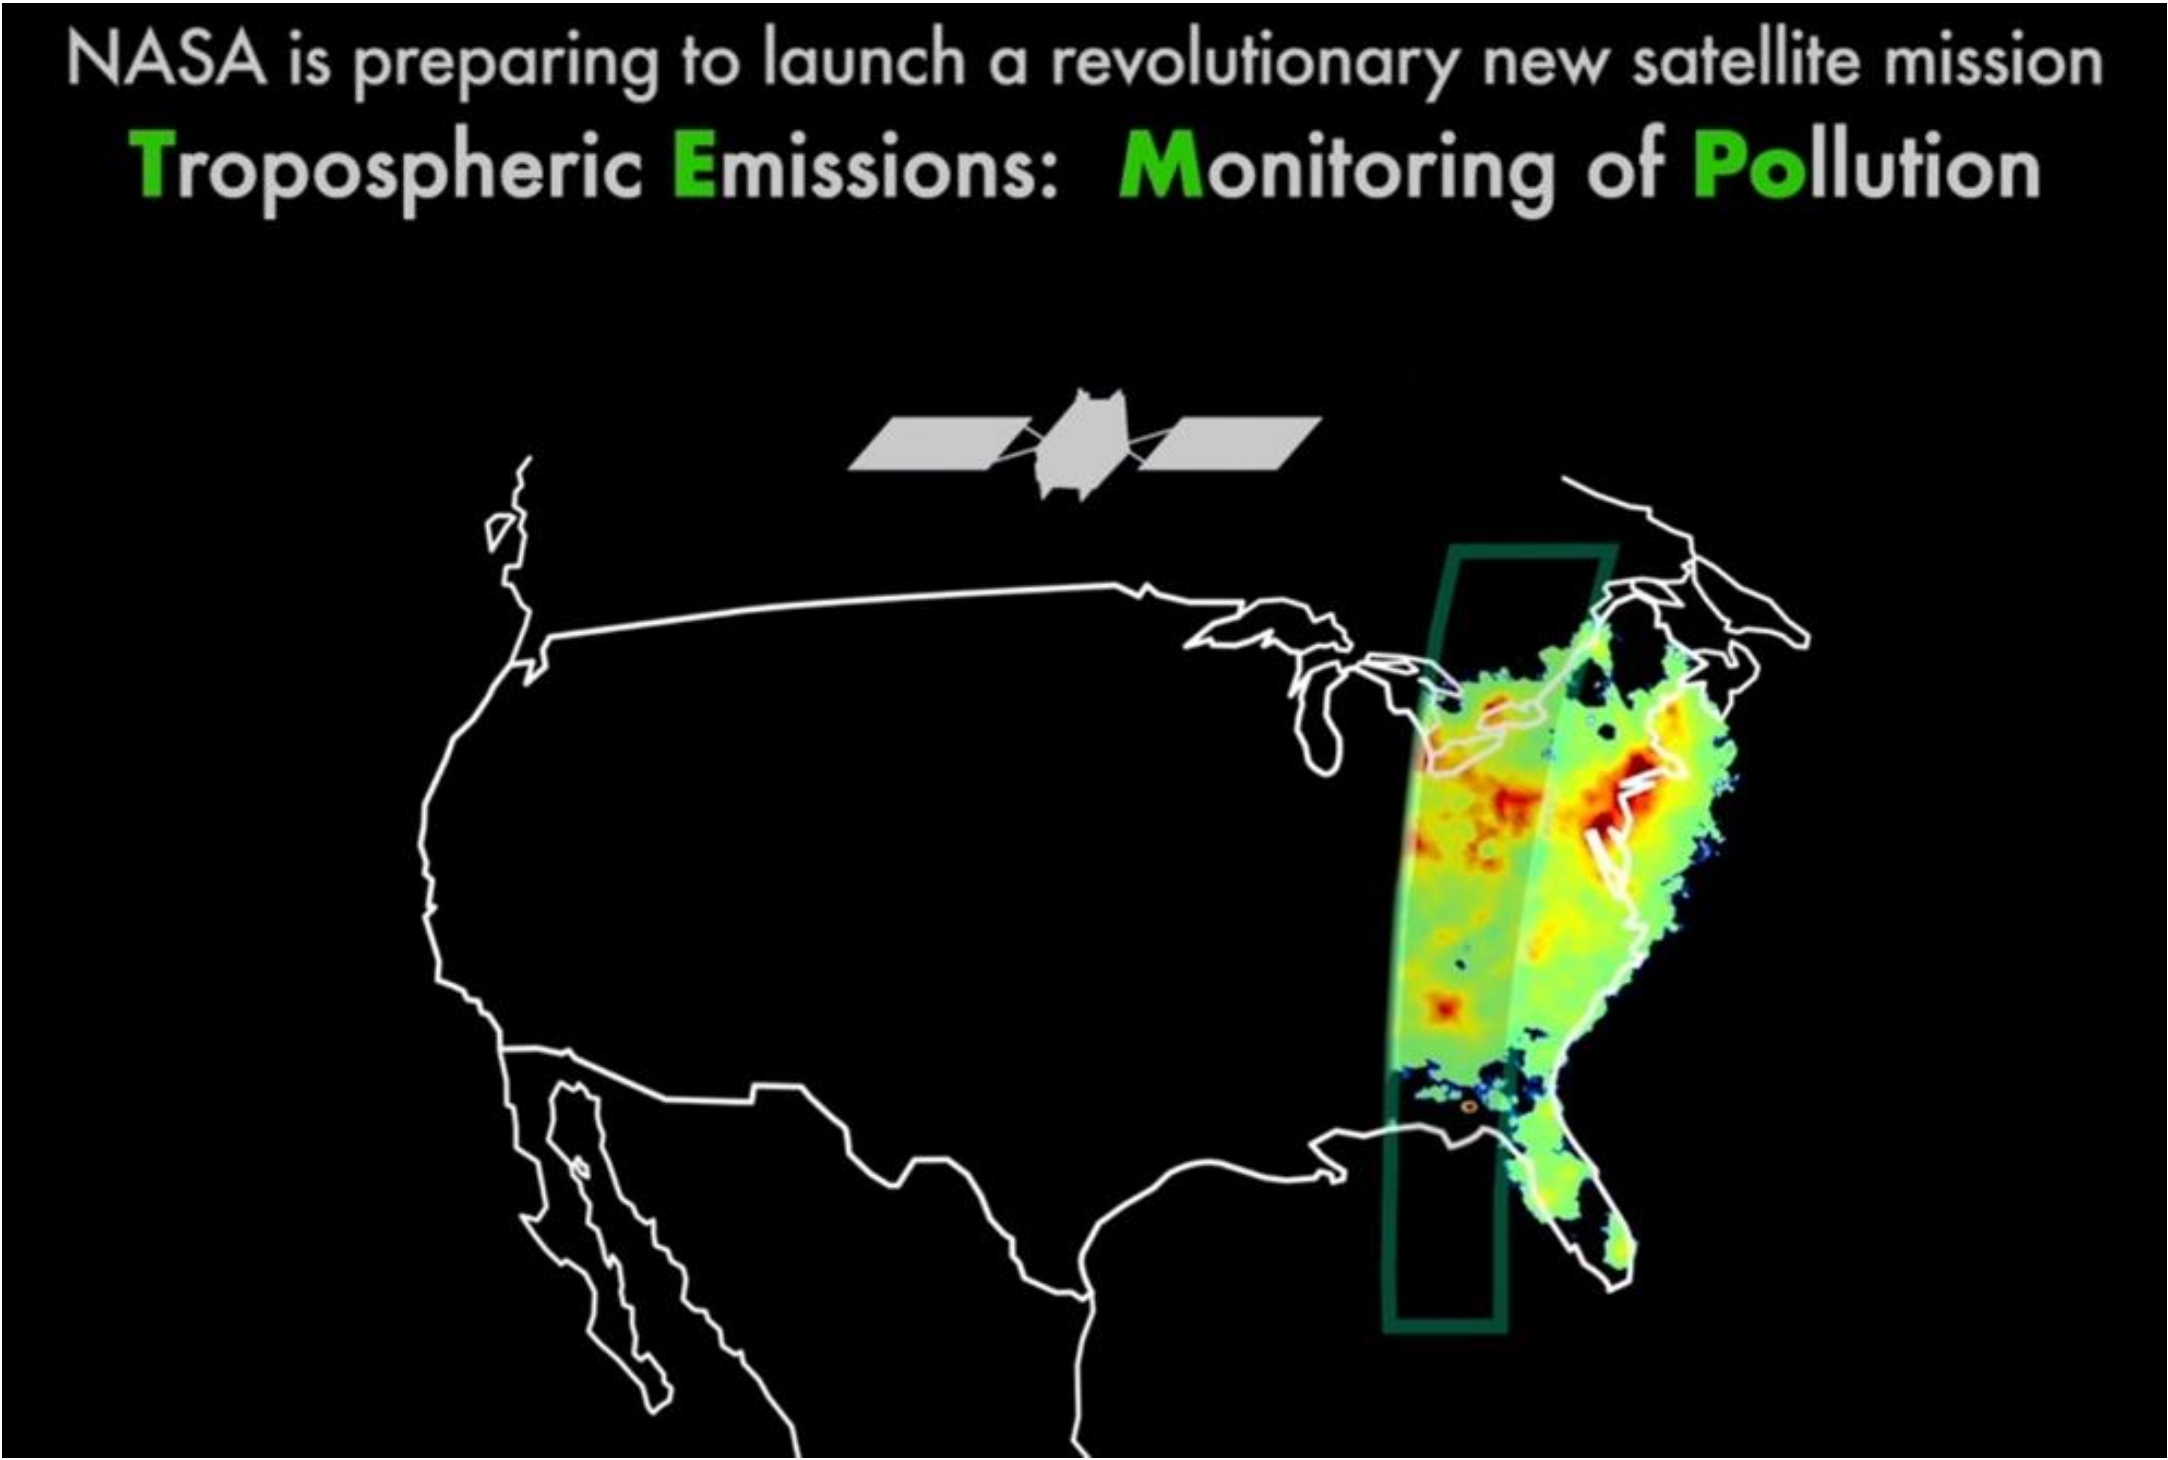 NASA is preparing to launch a revolutionary new satellite mission
Tropospheric Emissions: Monitoring of Pollution